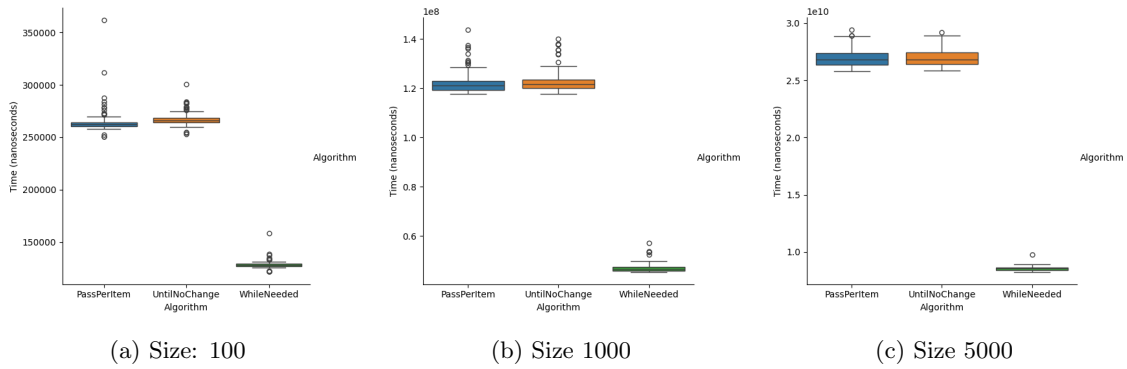 350000
300000
250000
200000
150000
Time (nanoseconds)
PassPerItem UntilNoChange WhileNeeded
Algorithm
Algorithm
(a) Size: 100
1e8
1.4
1.2
1.0
0.8
0.6
Time (nanoseconds)
PassPerItem UntilNoChange WhileNeeded
Algorithm
Algorithm
(b) Size 1000
1e10
3.0
2.5
2.0
1.5
1.0
Time (nanoseconds)
PassPerItem UntilNoChange WhileNeeded
Algorithm
Algorithm
(c) Size 5000